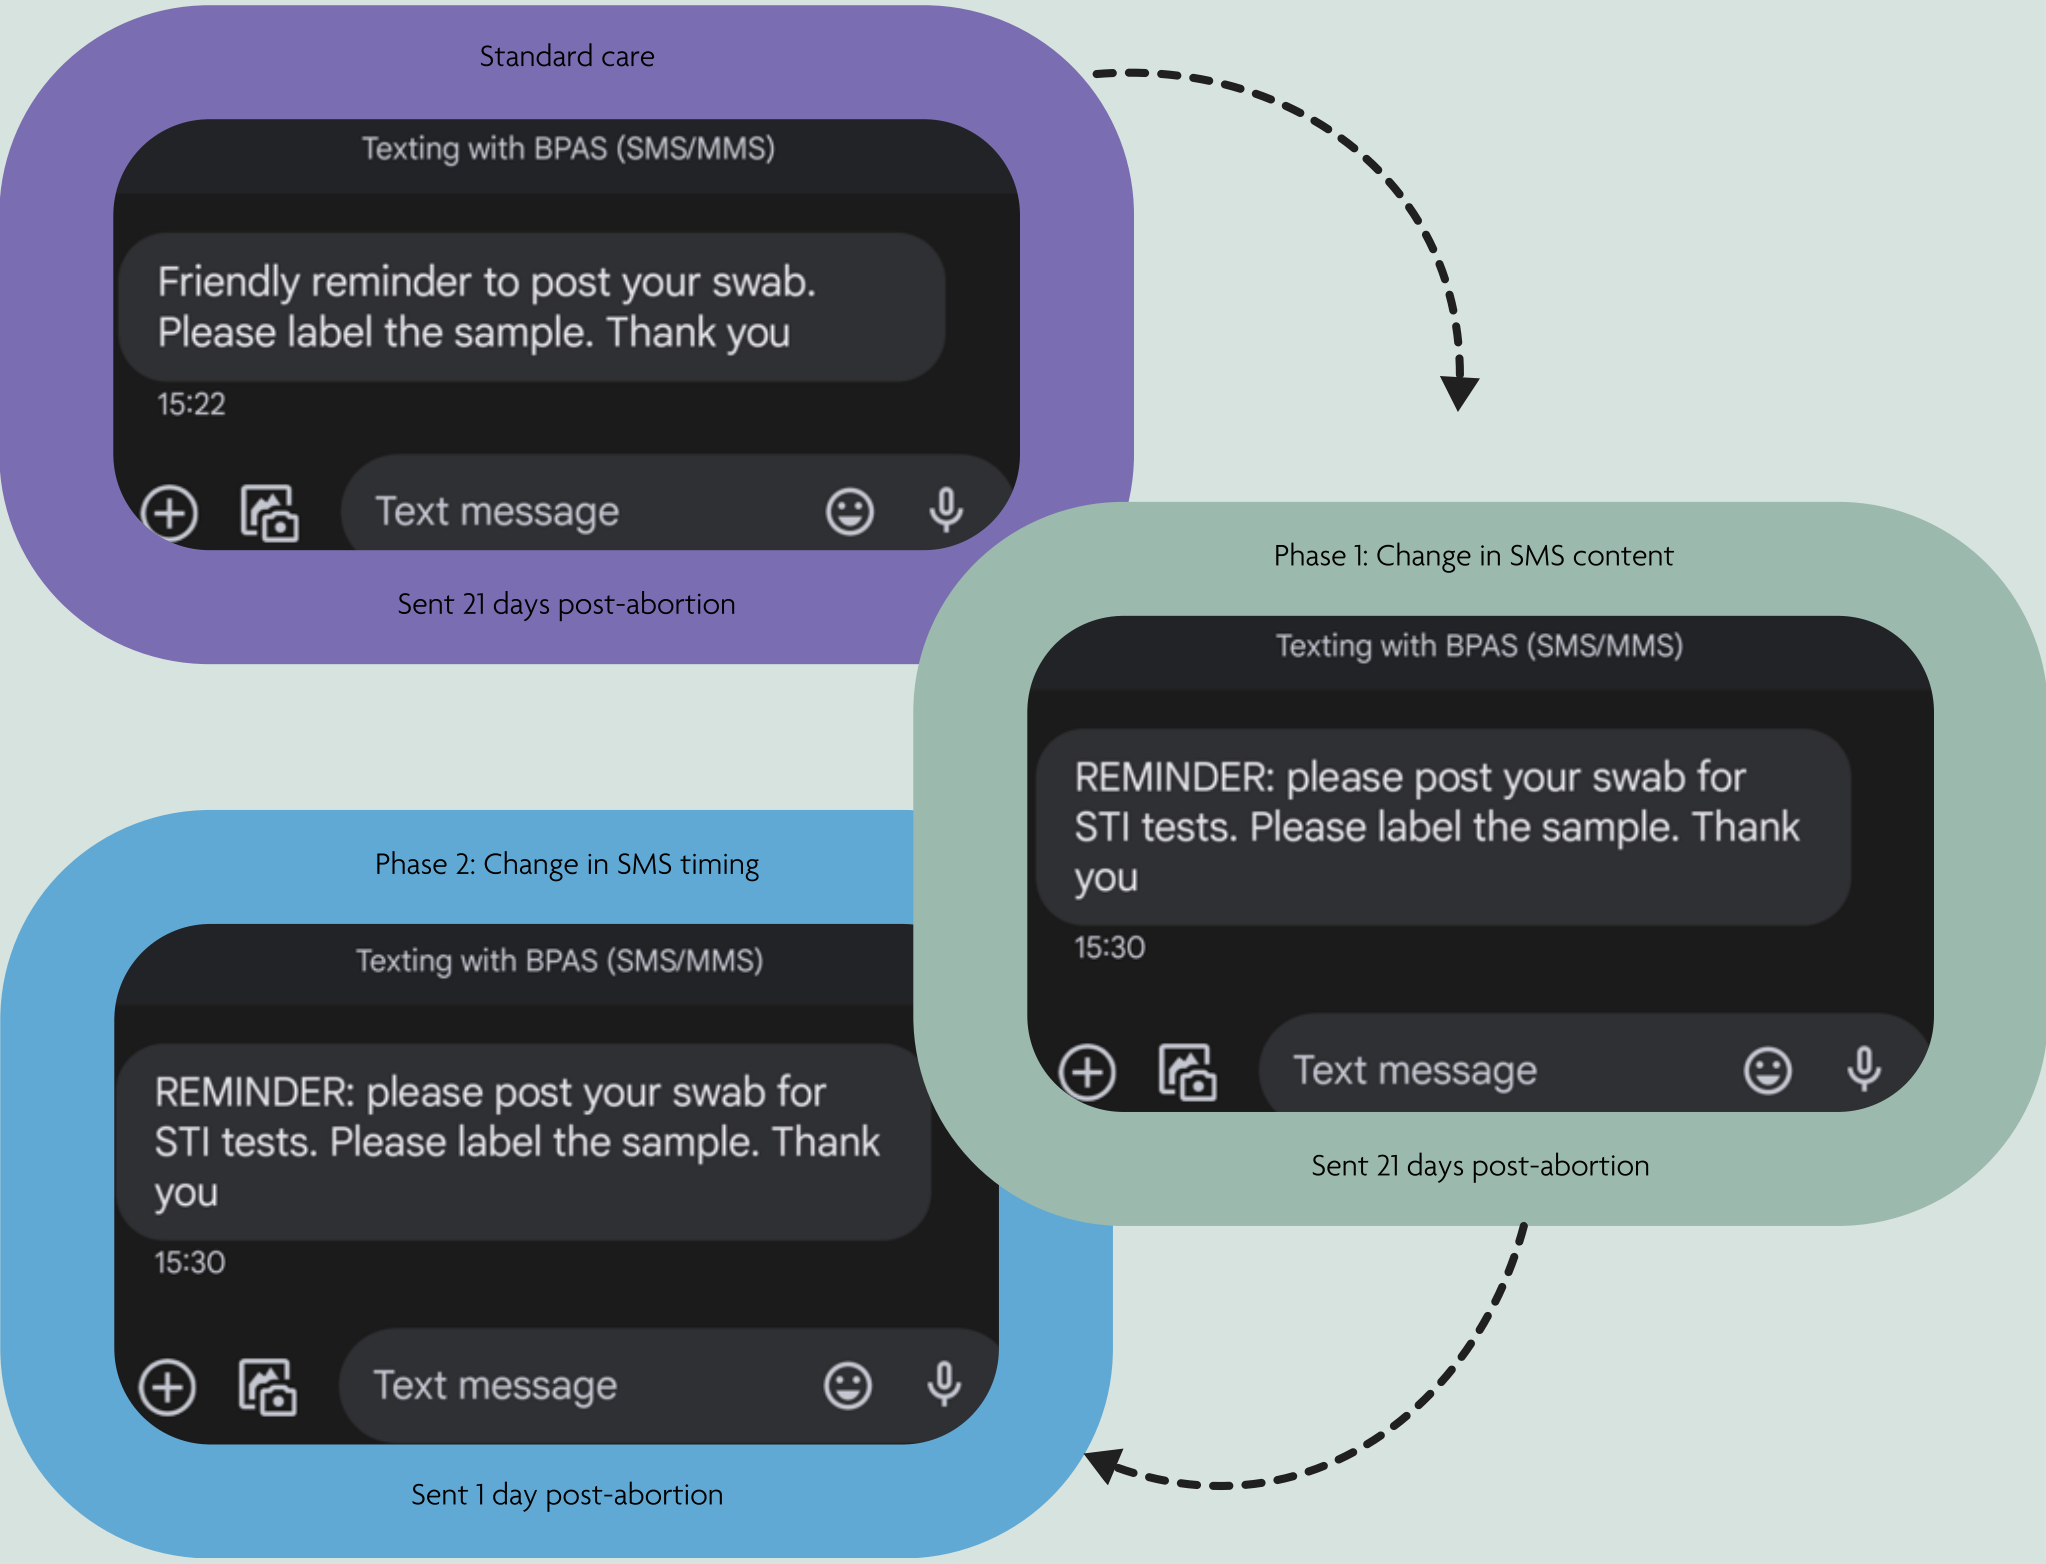 Standard care
Texting with BPAS (SMS/MMS)
Friendly reminder to post your swab.
Please label the sample. Thank you
15:22
Text message
Sent 21 days post-abortion
Phase 1: Change in SMS content
Texting with BPAS (SMS/MMS)
REMINDER: please post your swab for
STI tests. Please label the sample. Thank
you
15:30
Text message
Sent 21 days post-abortion
Phase 2: Change in SMS timing
Texting with BPAS (SMS/MMS)
REMINDER: please post your swab for
STI tests. Please label the sample. Thank
you
15:30
Text message
Sent 1 day post-abortion